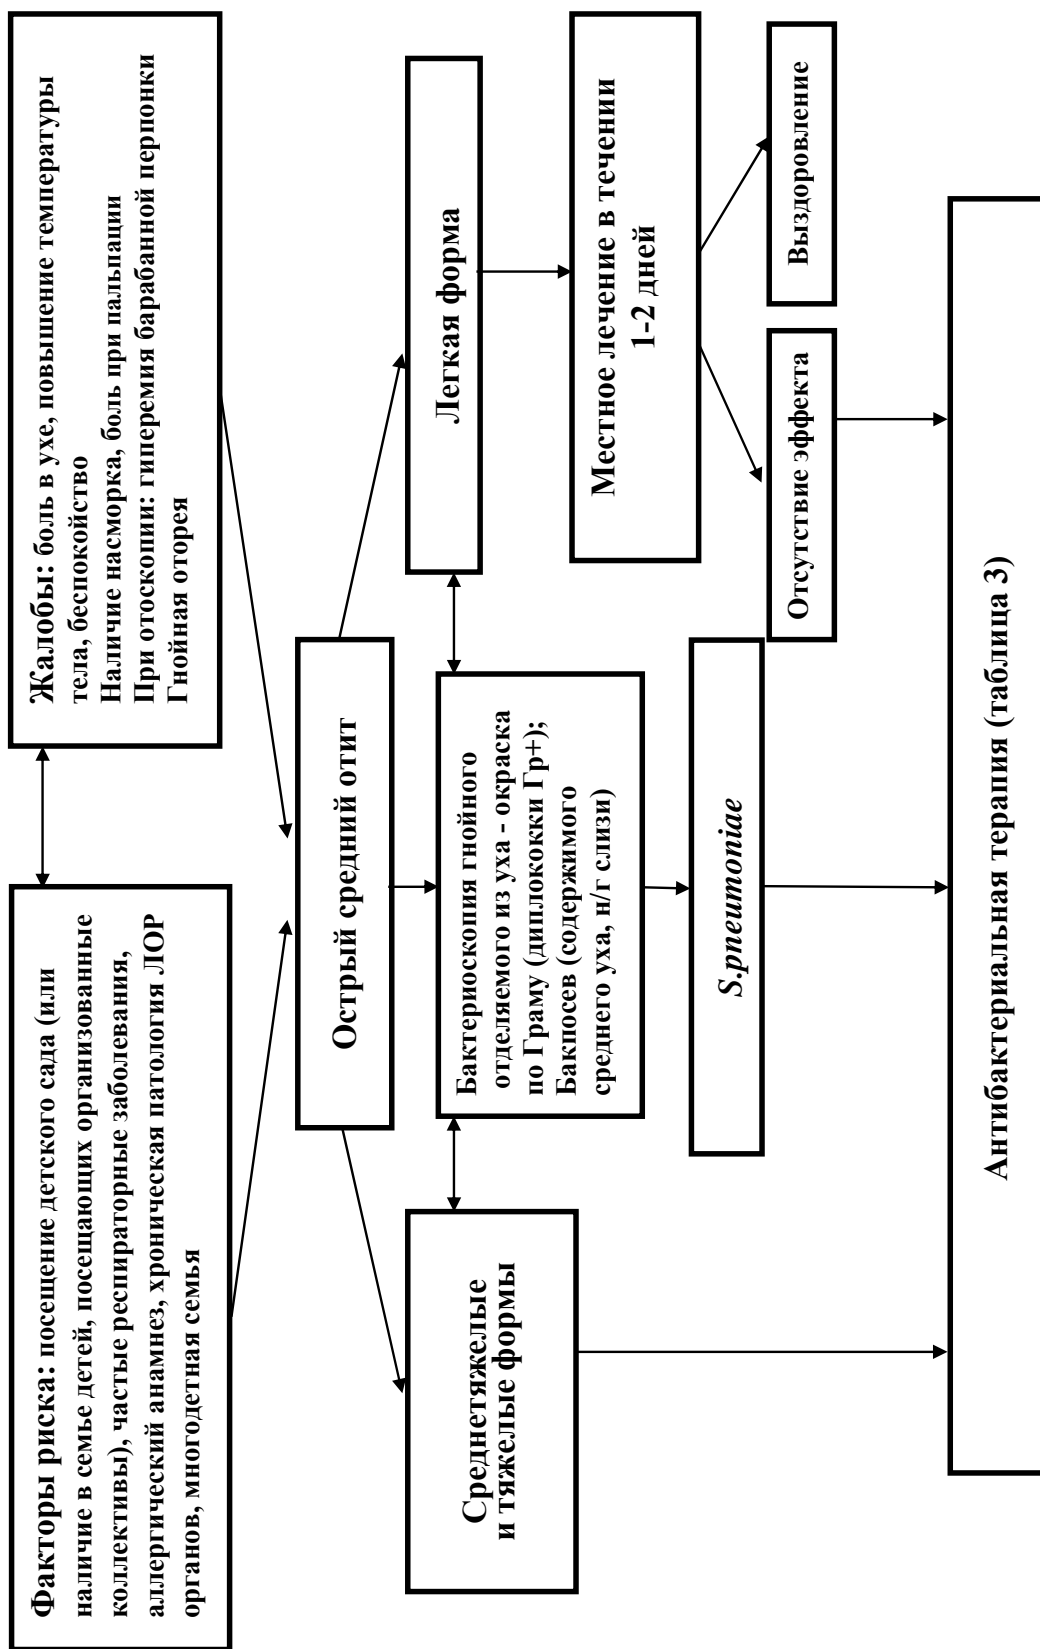 Факторы риска: посещение детского сада (или
наличие в семье детей, посещающих организованные
коллективы), частые респираторные заболевания,
аллергический анамнез, хроническая патология ЛОР
органов, многодетная семья
Жалобы: боль в ухе, повышение температуры
тела, беспокойство
Наличие насморка, боль при пальпации
При отоскопии: гиперемия барабанной перпонки
Гнойная оторея
Острый средний отит
Среднетяжелые
и тяжелые формы
Бактериоскопия гнойного
отделяемого из уха - окраска
по Граму (диплококки Гр+);
Бакпосев (содержимого
среднего уха, н/г слизи)
Легкая форма
Местное лечение в течении
1-2 дней
S.pneumoniae
Отсутствие эффекта
Выздоровление
Антибактериальная терапия (таблица 3)